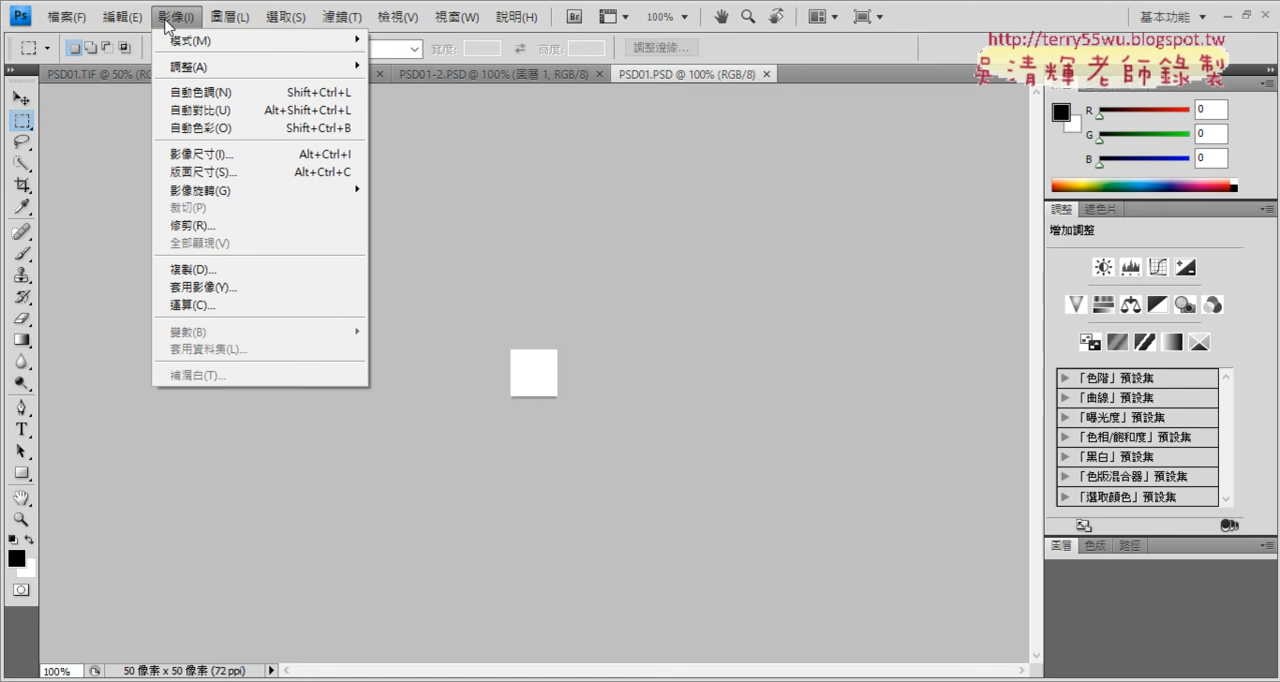 Ps 檔案(F) 編輯(E) 影像(I) 圖層(L) 選取(S) 濾鏡(T) 檢視(V) 視窗(W) 說明(H) Br 100% 基本功能
寬度: 高度: 調整邊緣...
http://terry55wu.blogspot.tw
吳清輝老師錄製
PSD01.TIF @ 50% (RG PSD01-2.PSD @ 100% (圖層 1, RGB/8) PSD01.PSD @ 100% (RGB/8)
模式(M)
調整(A)
自動色調(N) Shift+Ctrl+L
自動對比(U) Alt+Shift+Ctrl+L
自動色彩(O) Shift+Ctrl+B
影像尺寸(I)... Alt+Ctrl+I
版面尺寸(S)... Alt+Ctrl+C
影像旋轉(G)
裁切(P)
修剪(R)...
全部顯現(V)
複製(D)...
套用影像(Y)...
運算(C)...
變數(B)
套用資料集(L)...
補漏白(T)...
R 0
G 0
B 0
調整 遮色片
增加調整
「色階」預設集
「曲線」預設集
「曝光度」預設集
「色相/飽和度」預設集
「黑白」預設集
「色版混合器」預設集
「選取顏色」預設集
圖層 色版 路徑
100% 50 像素 x 50 像素 (72 ppi)